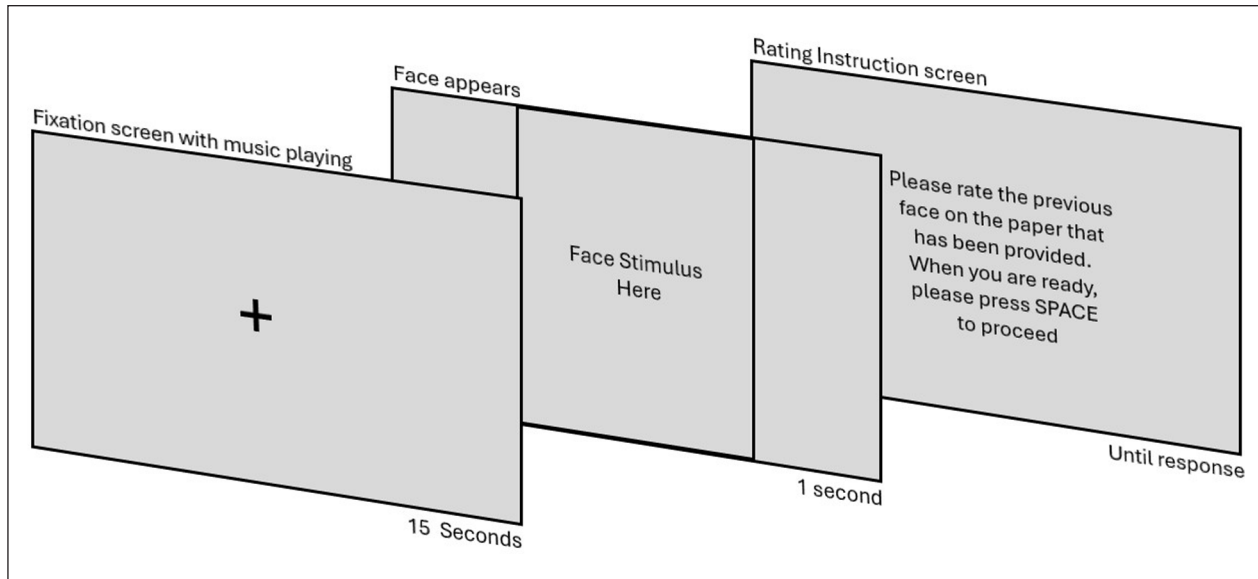 Fixation screen with music playing
+
15 Seconds
Face appears
Face Stimulus
Here
1 second
Rating Instruction screen
Please rate the previous
face on the paper that
has been provided.
When you are ready,
please press SPACE
to proceed
Until response